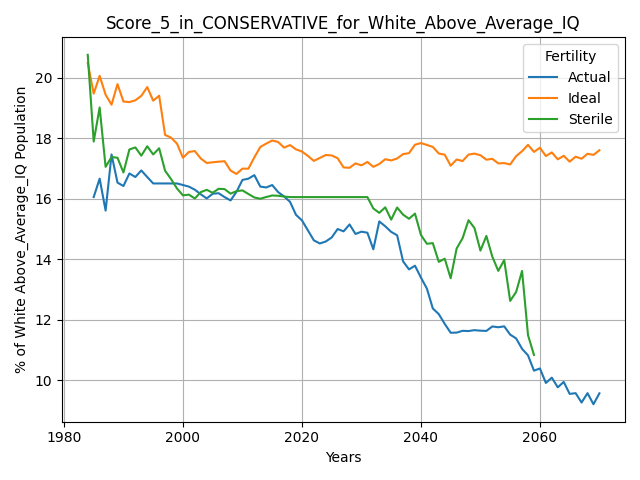 Score_5_in_CONSERVATIVE_for_White_Above_Average_IQ
Fertility
Actual
Ideal
Sterile
% of White Above_Average_IQ Population
20
18
16
14
12
10
1980
2000
2020
2040
2060
Years